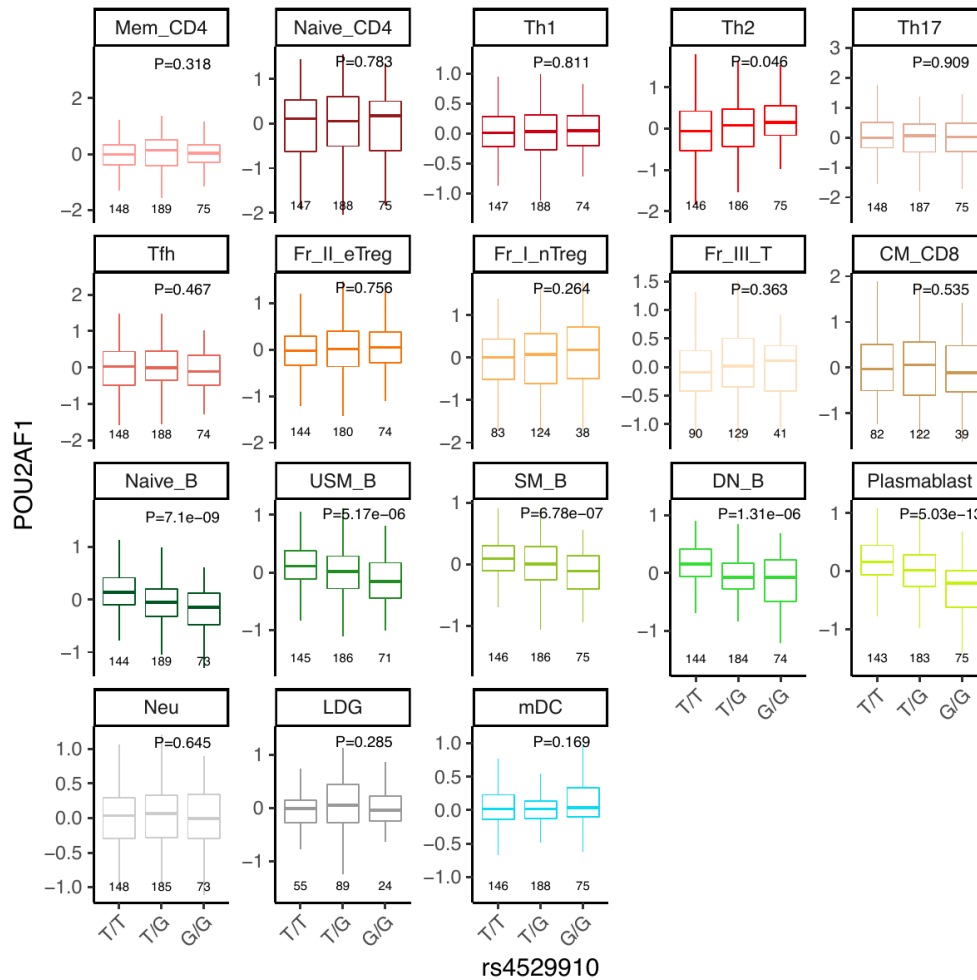 Mem_CD4
Naive_CD4
Th1
Th2
Th17
P=0.318
P=0.783
P=0.811
P=0.046
P=0.909
2
0
−2
1
0
−1
−2
1.0
0.5
0.0
−0.5
−1.0
1
0
−1
−2
3
2
1
0
−1
−2
148 189 75
147 188 75
147 188 74
146 186 75
148 187 75
Tfh
Fr_II_eTreg
Fr_I_nTreg
Fr_III_T
CM_CD8
P=0.467
P=0.756
P=0.264
P=0.363
P=0.535
2
1
0
−1
−2
1
0
−1
−2
1
0
−1
−2
1.5
1.0
0.5
0.0
−0.5
−1.0
2
1
0
−1
148 188 74
144 180 74
83 124 38
90 129 41
82 122 39
POU2AF1
Naive_B
USM_B
SM_B
DN_B
Plasmablast
P=7.1e−09
P=5.17e−06
P=6.78e−07
P=1.31e−06
P=5.03e−13
1
0
−1
1
0
−1
1
0
−1
1
0
−1
1
0
−1
144 189 73
145 186 71
146 186 75
144 184 74
143 183 75
T/T T/G G/G
T/T T/G G/G
Neu
LDG
mDC
P=0.645
P=0.285
P=0.169
1.0
0.5
0.0
−0.5
−1.0
1
0
−1
1.0
0.5
0.0
−0.5
−1.0
148 185 73
55 89 24
146 188 75
T/T T/G G/G
T/T T/G G/G
T/T T/G G/G
rs4529910